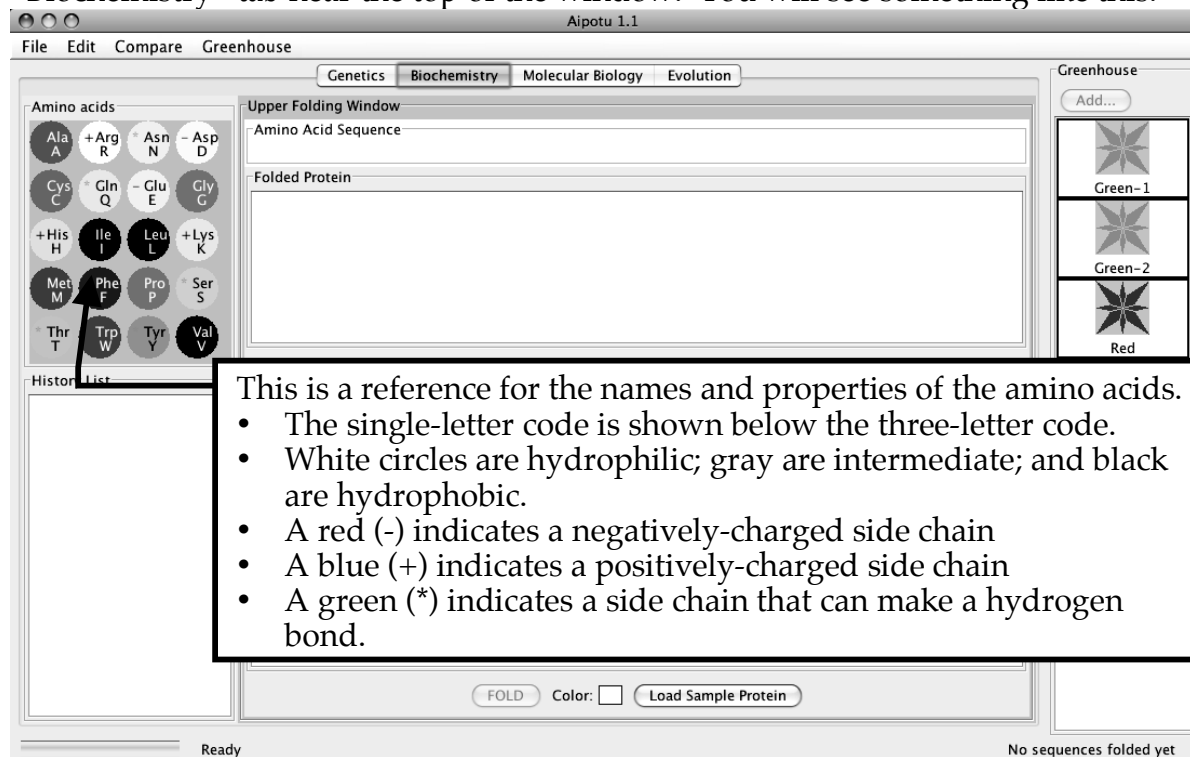 "Biochemistry" tab near the top of the window. You will see something like this:
Aipotu 1.1
File Edit Compare Greenhouse
Genetics Biochemistry Molecular Biology Evolution
Greenhouse
Add...
Amino acids
Ala +Arg * Asn - Asp
A R N D
Cys * Gln - Glu Gly
C Q E G
+His Ile Leu +Lys
H I L K
Met Phe Pro * Ser
M F P S
* Thr Trp Tyr Val
T W Y V
Upper Folding Window
Amino Acid Sequence
Folded Protein
Green-1
Green-2
Red
History List
This is a reference for the names and properties of the amino acids.
• The single-letter code is shown below the three-letter code.
• White circles are hydrophilic; gray are intermediate; and black
are hydrophobic.
• A red (-) indicates a negatively-charged side chain
• A blue (+) indicates a positively-charged side chain
• A green (*) indicates a side chain that can make a hydrogen
bond.
FOLD Color: Load Sample Protein
Ready
No sequences folded yet